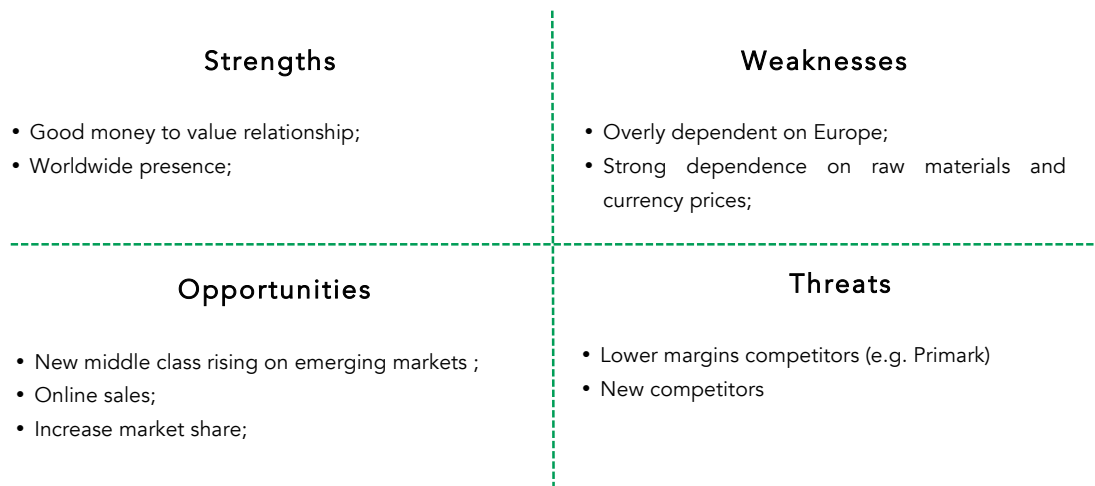 Strengths
• Good money to value relationship;
• Worldwide presence;
Weaknesses
• Overly dependent on Europe;
• Strong dependence on raw materials and
currency prices;
Opportunities
• New middle class rising on emerging markets ;
• Online sales;
• Increase market share;
Threats
• Lower margins competitors (e.g. Primark)
• New competitors